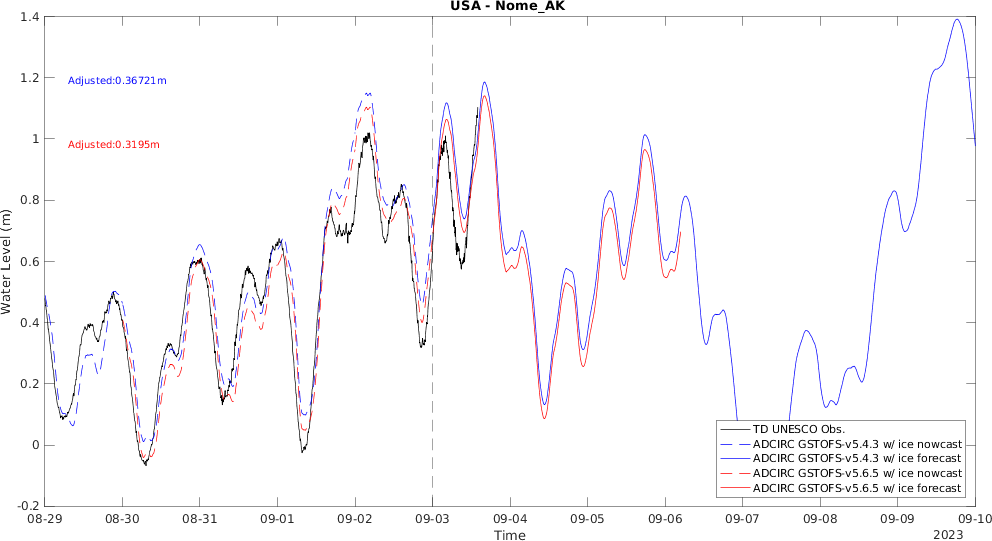 USA - Nome_AK
Adjusted:0.36721m
Adjusted:0.3195m
Water Level (m)
1.4
1.2
1
0.8
0.6
0.4
0.2
0
-0.2
TD UNESCO Obs.
ADCIRC GSTOFS-v5.4.3 w/ ice nowcast
ADCIRC GSTOFS-v5.4.3 w/ ice forecast
ADCIRC GSTOFS-v5.6.5 w/ ice nowcast
ADCIRC GSTOFS-v5.6.5 w/ ice forecast
08-29 08-30 08-31 09-01 09-02 09-03 09-04 09-05 09-06 09-07 09-08 09-09 09-10
Time
2023